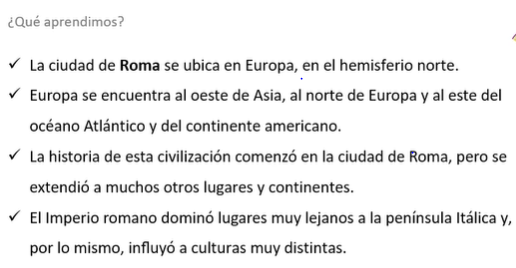 ¿Qué aprendimos?
✓ La ciudad de Roma se ubica en Europa, en el hemisferio norte.
✓ Europa se encuentra al oeste de Asia, al norte de Europa y al este del
océano Atlántico y del continente americano.
✓ La historia de esta civilización comenzó en la ciudad de Roma, pero se
extendió a muchos otros lugares y continentes.
✓ El Imperio romano dominó lugares muy lejanos a la península Itálica y,
por lo mismo, influyó a culturas muy distintas.